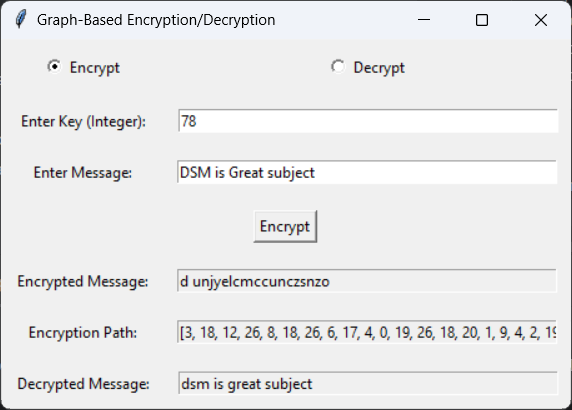 Graph-Based Encryption/Decryption
Encrypt Decrypt
Enter Key (Integer): 78
Enter Message: DSM is Great subject
Encrypt
Encrypted Message: d unjyelcmccunczsnzo
Encryption Path: [3, 18, 12, 26, 8, 18, 26, 6, 17, 4, 0, 19, 26, 18, 20, 1, 9, 4, 2, 19
Decrypted Message: dsm is great subject